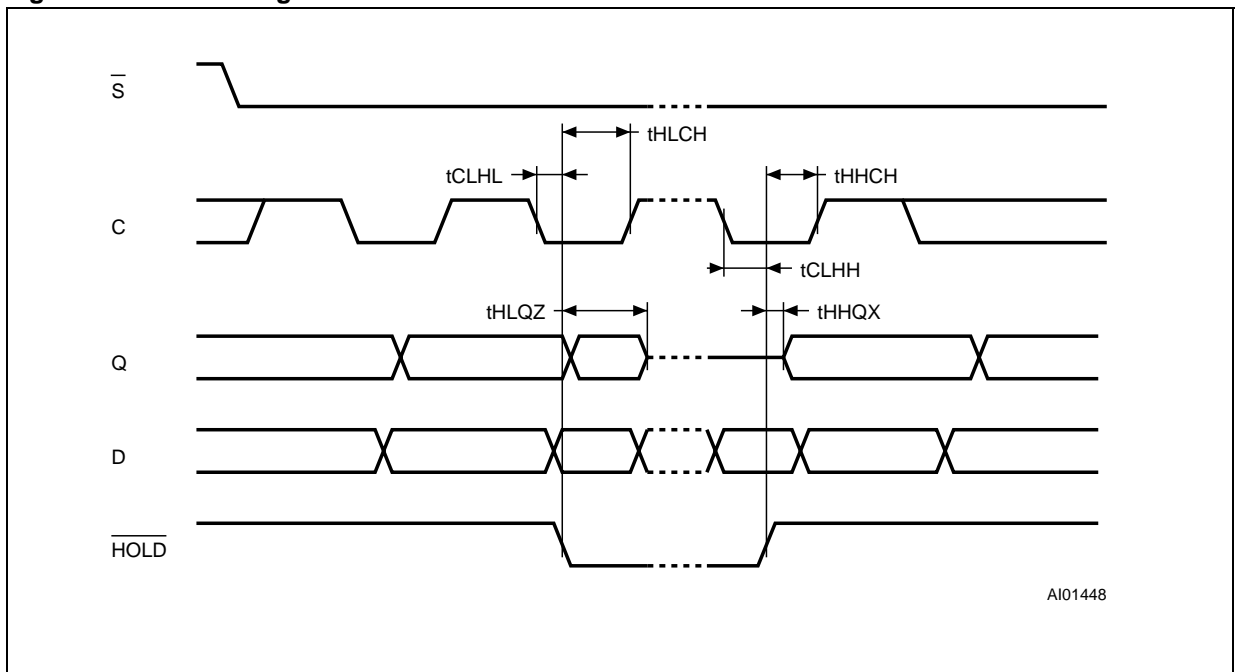 S
tHLCH
tCLHL
tHHCH
C
tCLHH
tHLQZ
tHHQX
Q
D
HOLD
AI01448